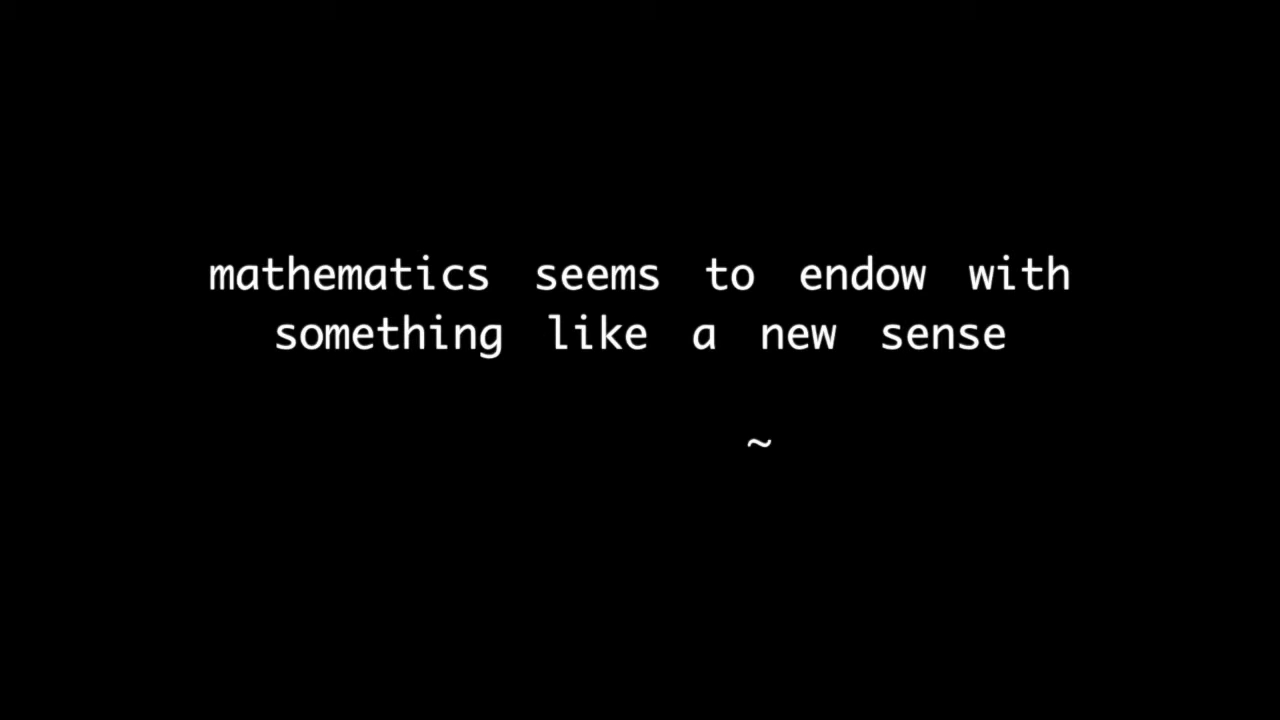 mathematics seems to endow with
something like a new sense
~